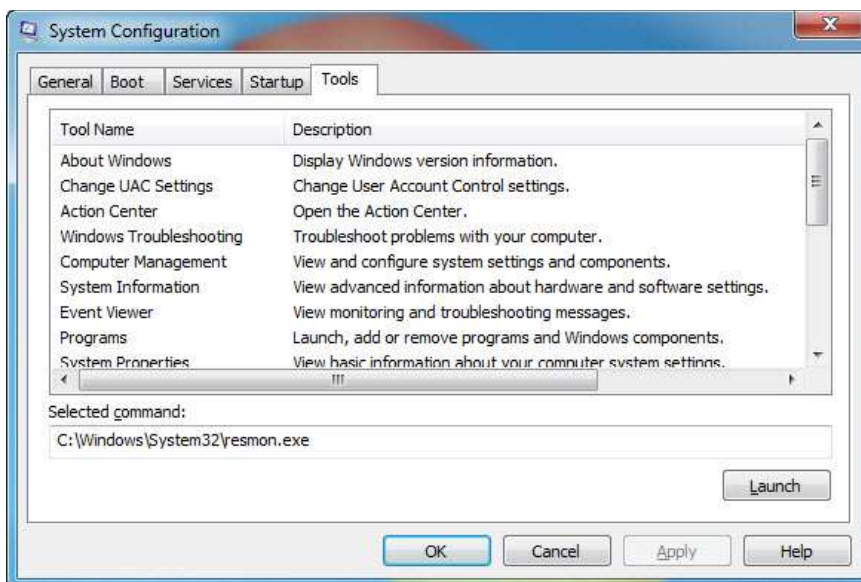 System Configuration
General Boot Services Startup Tools
Tool Name Description
About Windows Display Windows version information.
Change UAC Settings Change User Account Control settings.
Action Center Open the Action Center.
Windows Troubleshooting Troubleshoot problems with your computer.
Computer Management View and configure system settings and components.
System Information View advanced information about hardware and software settings.
Event Viewer View monitoring and troubleshooting messages.
Programs Launch, add or remove programs and Windows components.
System Properties View basic information about your computer system settings.
Selected command:
C:\Windows\System32\resmon.exe
Launch
OK Cancel Apply Help